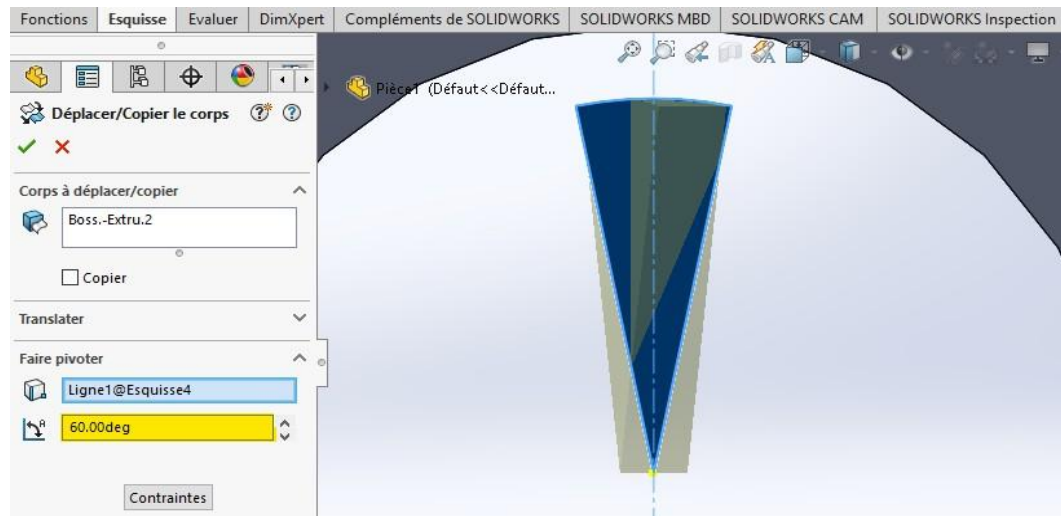 Fonctions Esquisse Evaluer DimXpert Compléments de SOLIDWORKS SOLIDWORKS MBD SOLIDWORKS CAM SOLIDWORKS Inspection
Pièce1 (Défaut<<Défaut...
Déplacer/Copier le corps
Corps à déplacer/copier
Boss.-Extru.2
Copier
Translater
Faire pivoter
Ligne1@Esquisse4
60.00deg
Contraintes